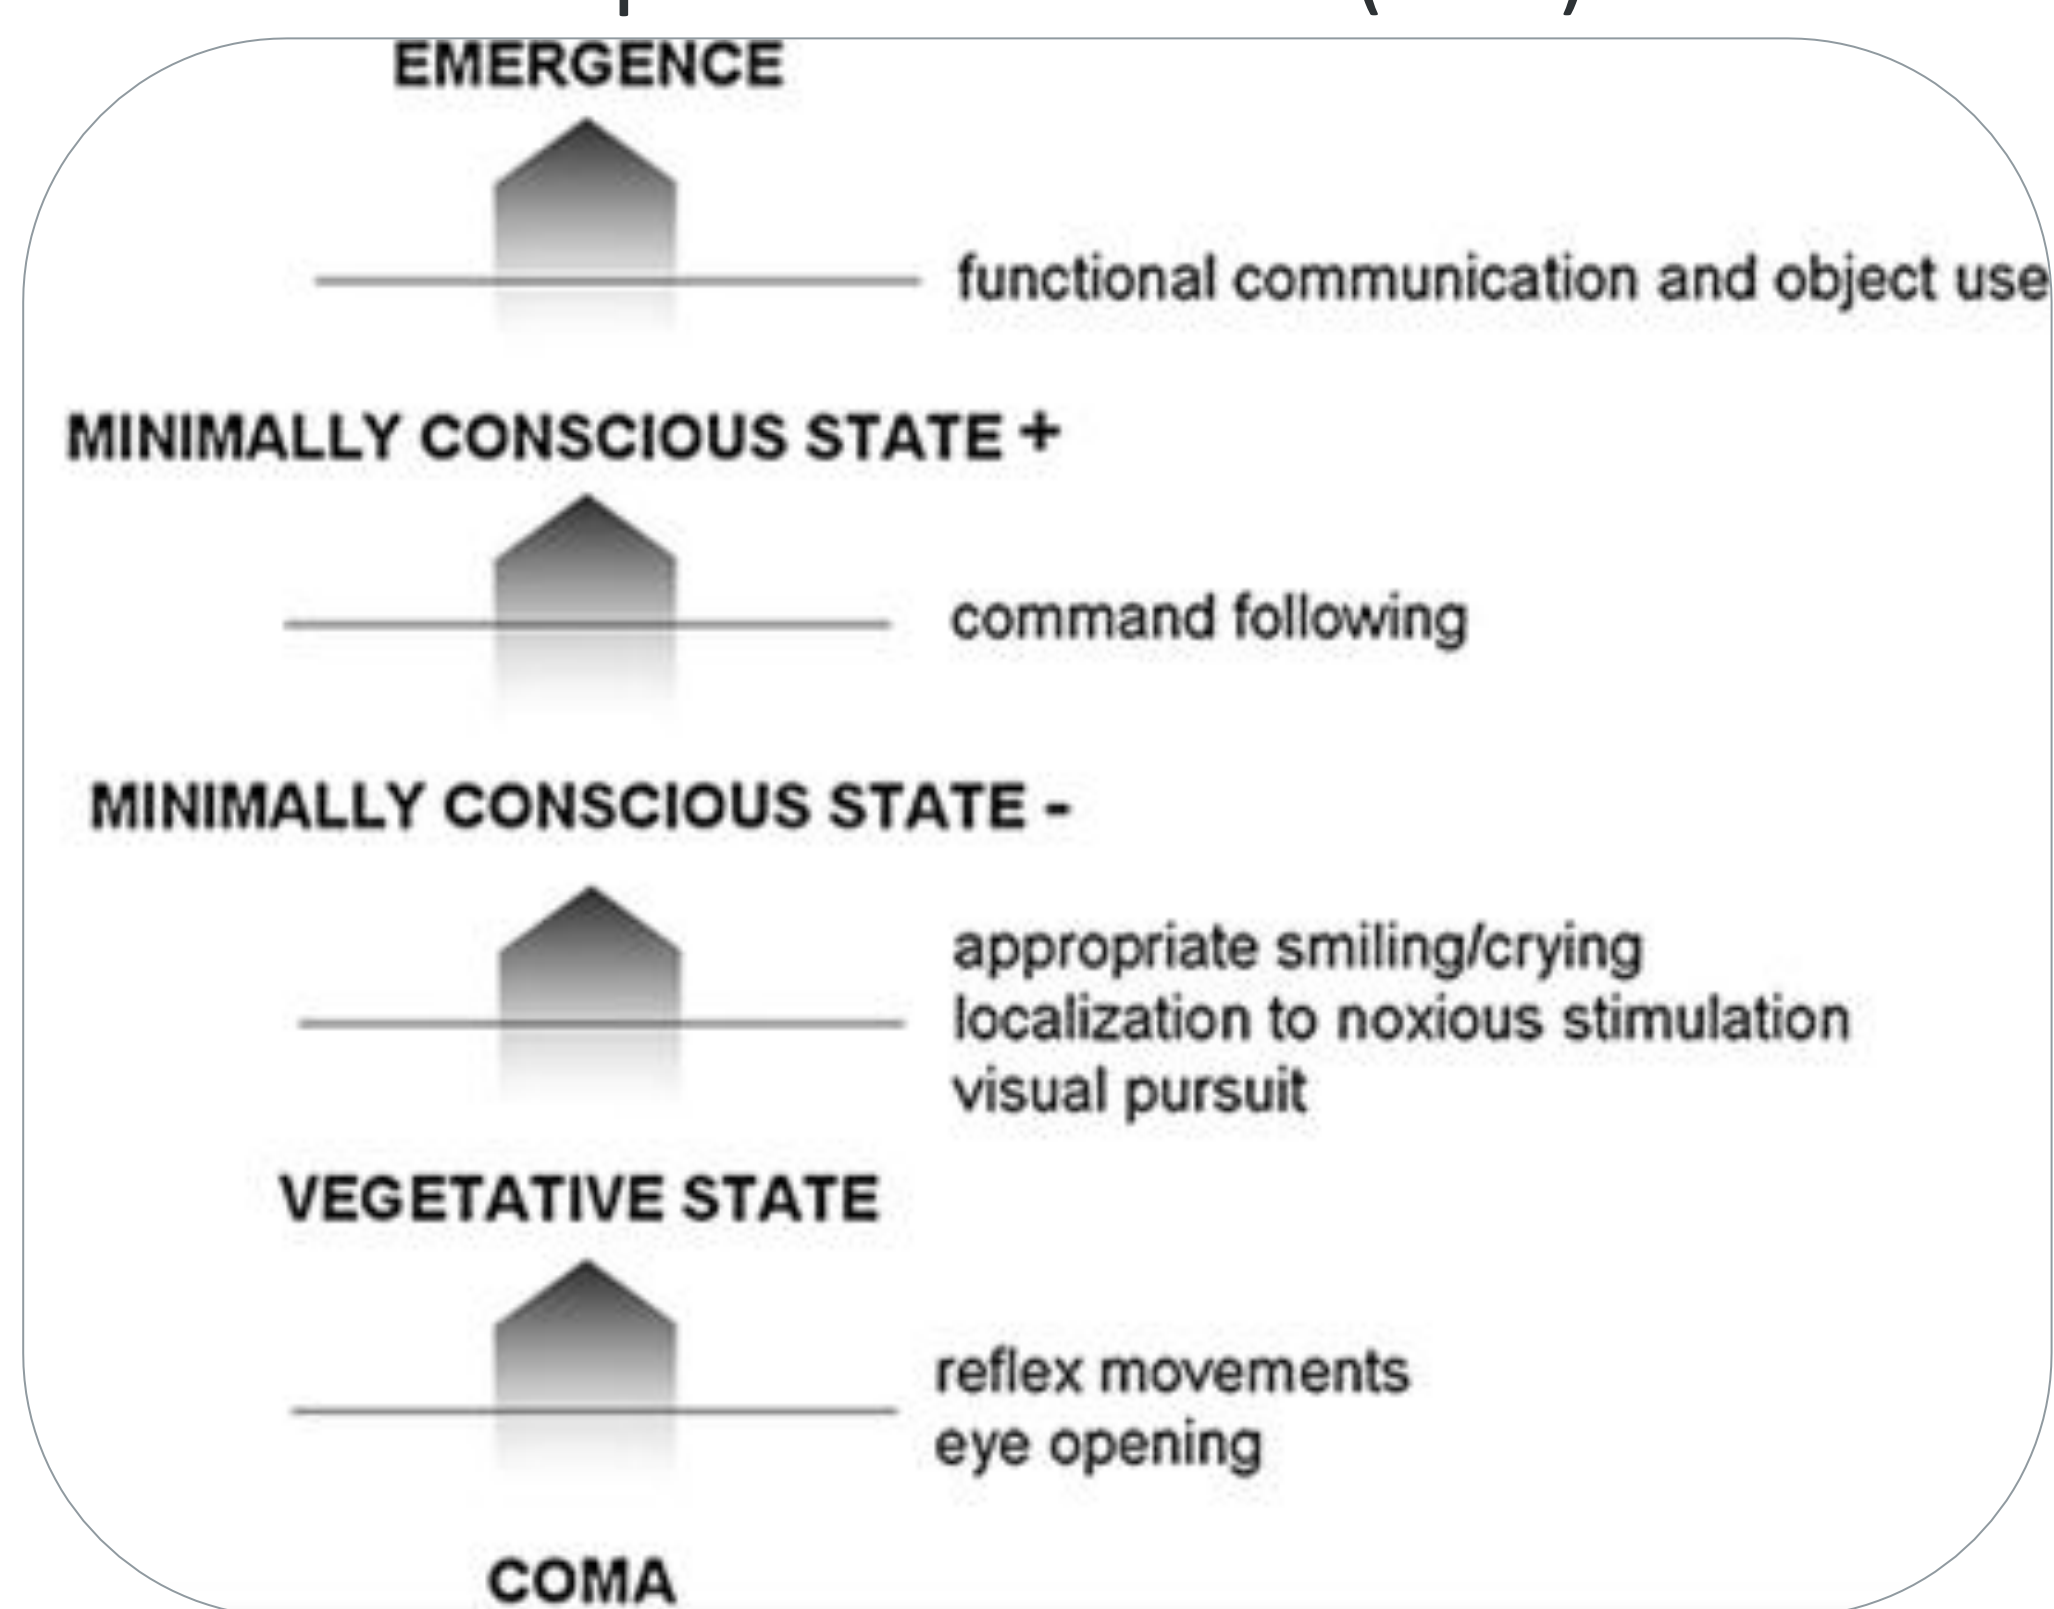 EMERGENCE
functional communication and object use
MINIMALLY CONSCIOUS STATE +
command following
MINIMALLY CONSCIOUS STATE -
appropriate smiling/crying
localization to noxious stimulation
visual pursuit
VEGETATIVE STATE
reflex movements
eye opening
COMA